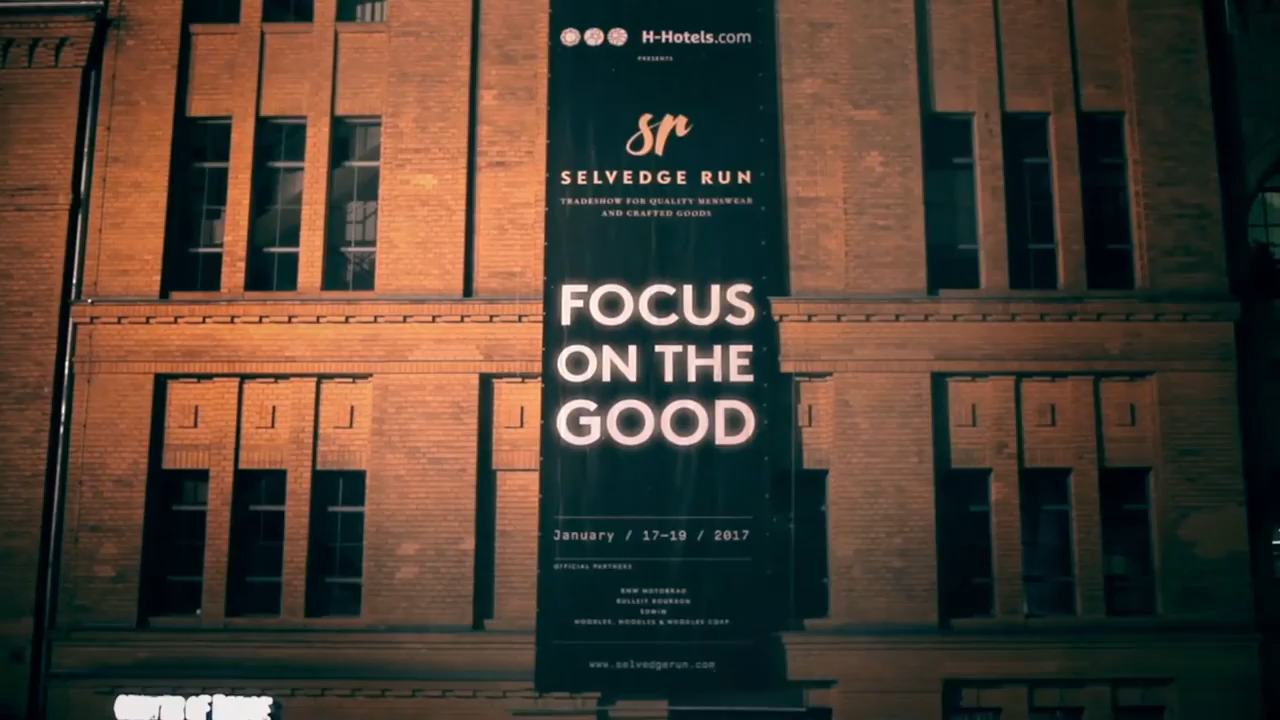 H-Hotels.com
PRESENTS
sr
SELVEDGE RUN
TRADESHOW FOR QUALITY MENSWEAR
AND CRAFTED GOODS
FOCUS
ON THE
GOOD
January / 17-19 / 2017
OFFICIAL PARTNERS
BMW MOTORRAD
BULLEIT BOURBON
EDWIN
NOODLES, NOODLES & NOODLES CORP
www.selvedgerun.com